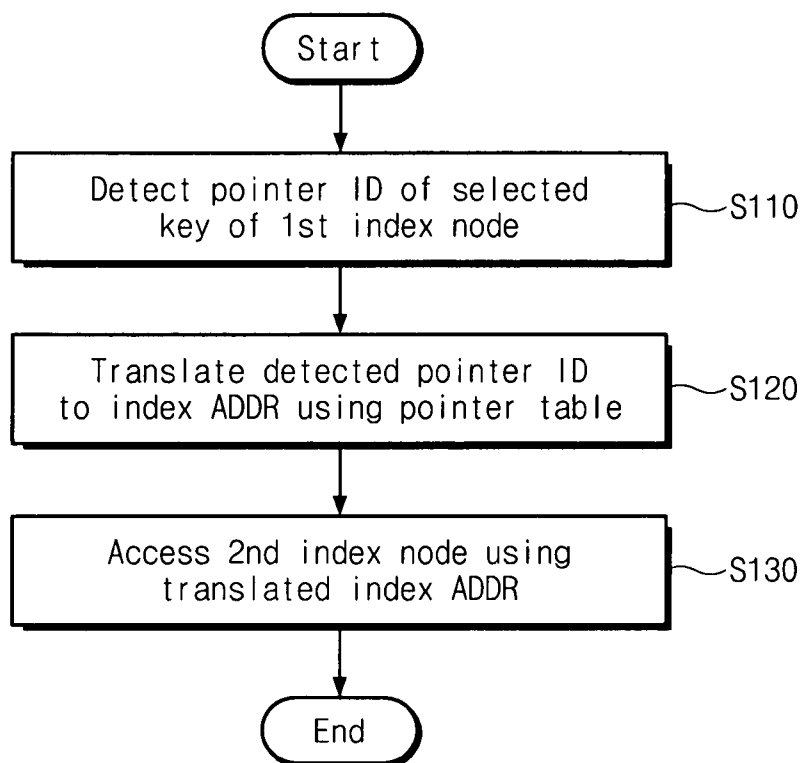 Start
Detect pointer ID of selected
key of 1st index node
S110
Translate detected pointer ID
to index ADDR using pointer table
S120
Access 2nd index node using
translated index ADDR
S130
End